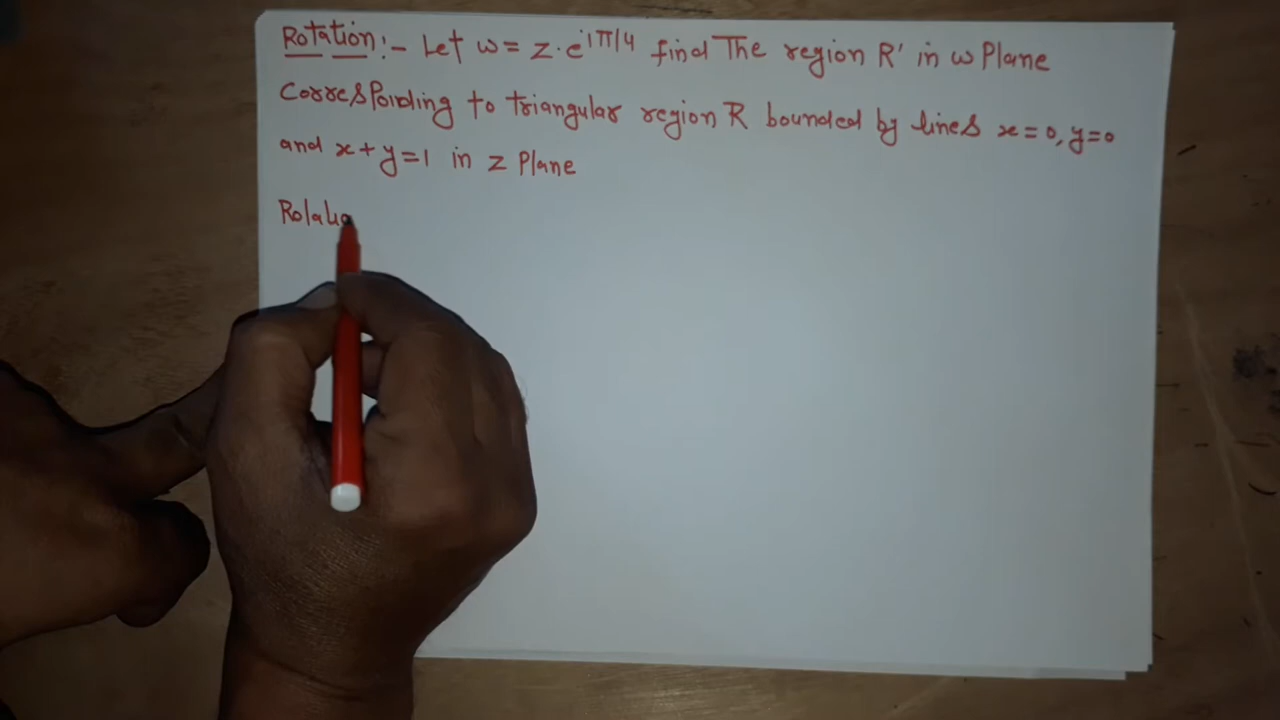 Rotation:- Let w = z·e^iπ/4 find The region R' in w Plane
Corresponding to triangular region R bounded by lines x=0, y=0
and x+y=1 in z Plane
Rotatio